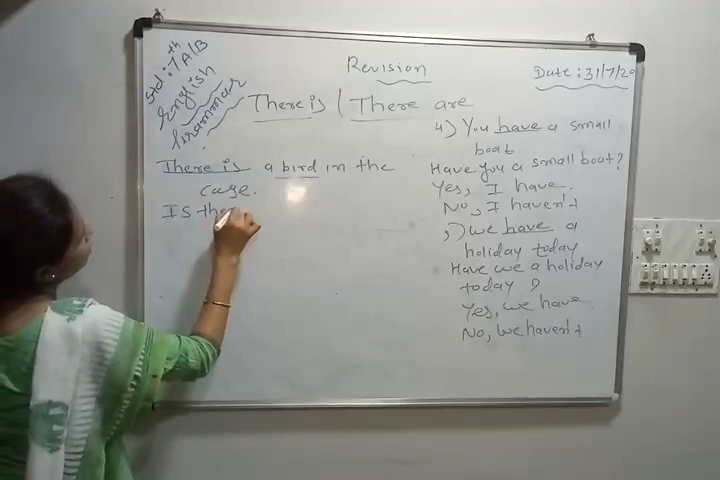 Std : 7th A/B
English
Grammar
Revision
Date : 31/7/20
There is / There are
There is a bird in the
cage.
Is the
4) You have a small
boat
Have you a small boat?
Yes, I have.
No, I haven't
) we have a
holiday today
Have we a holiday
today ?
Yes, we have.
No, we haven't